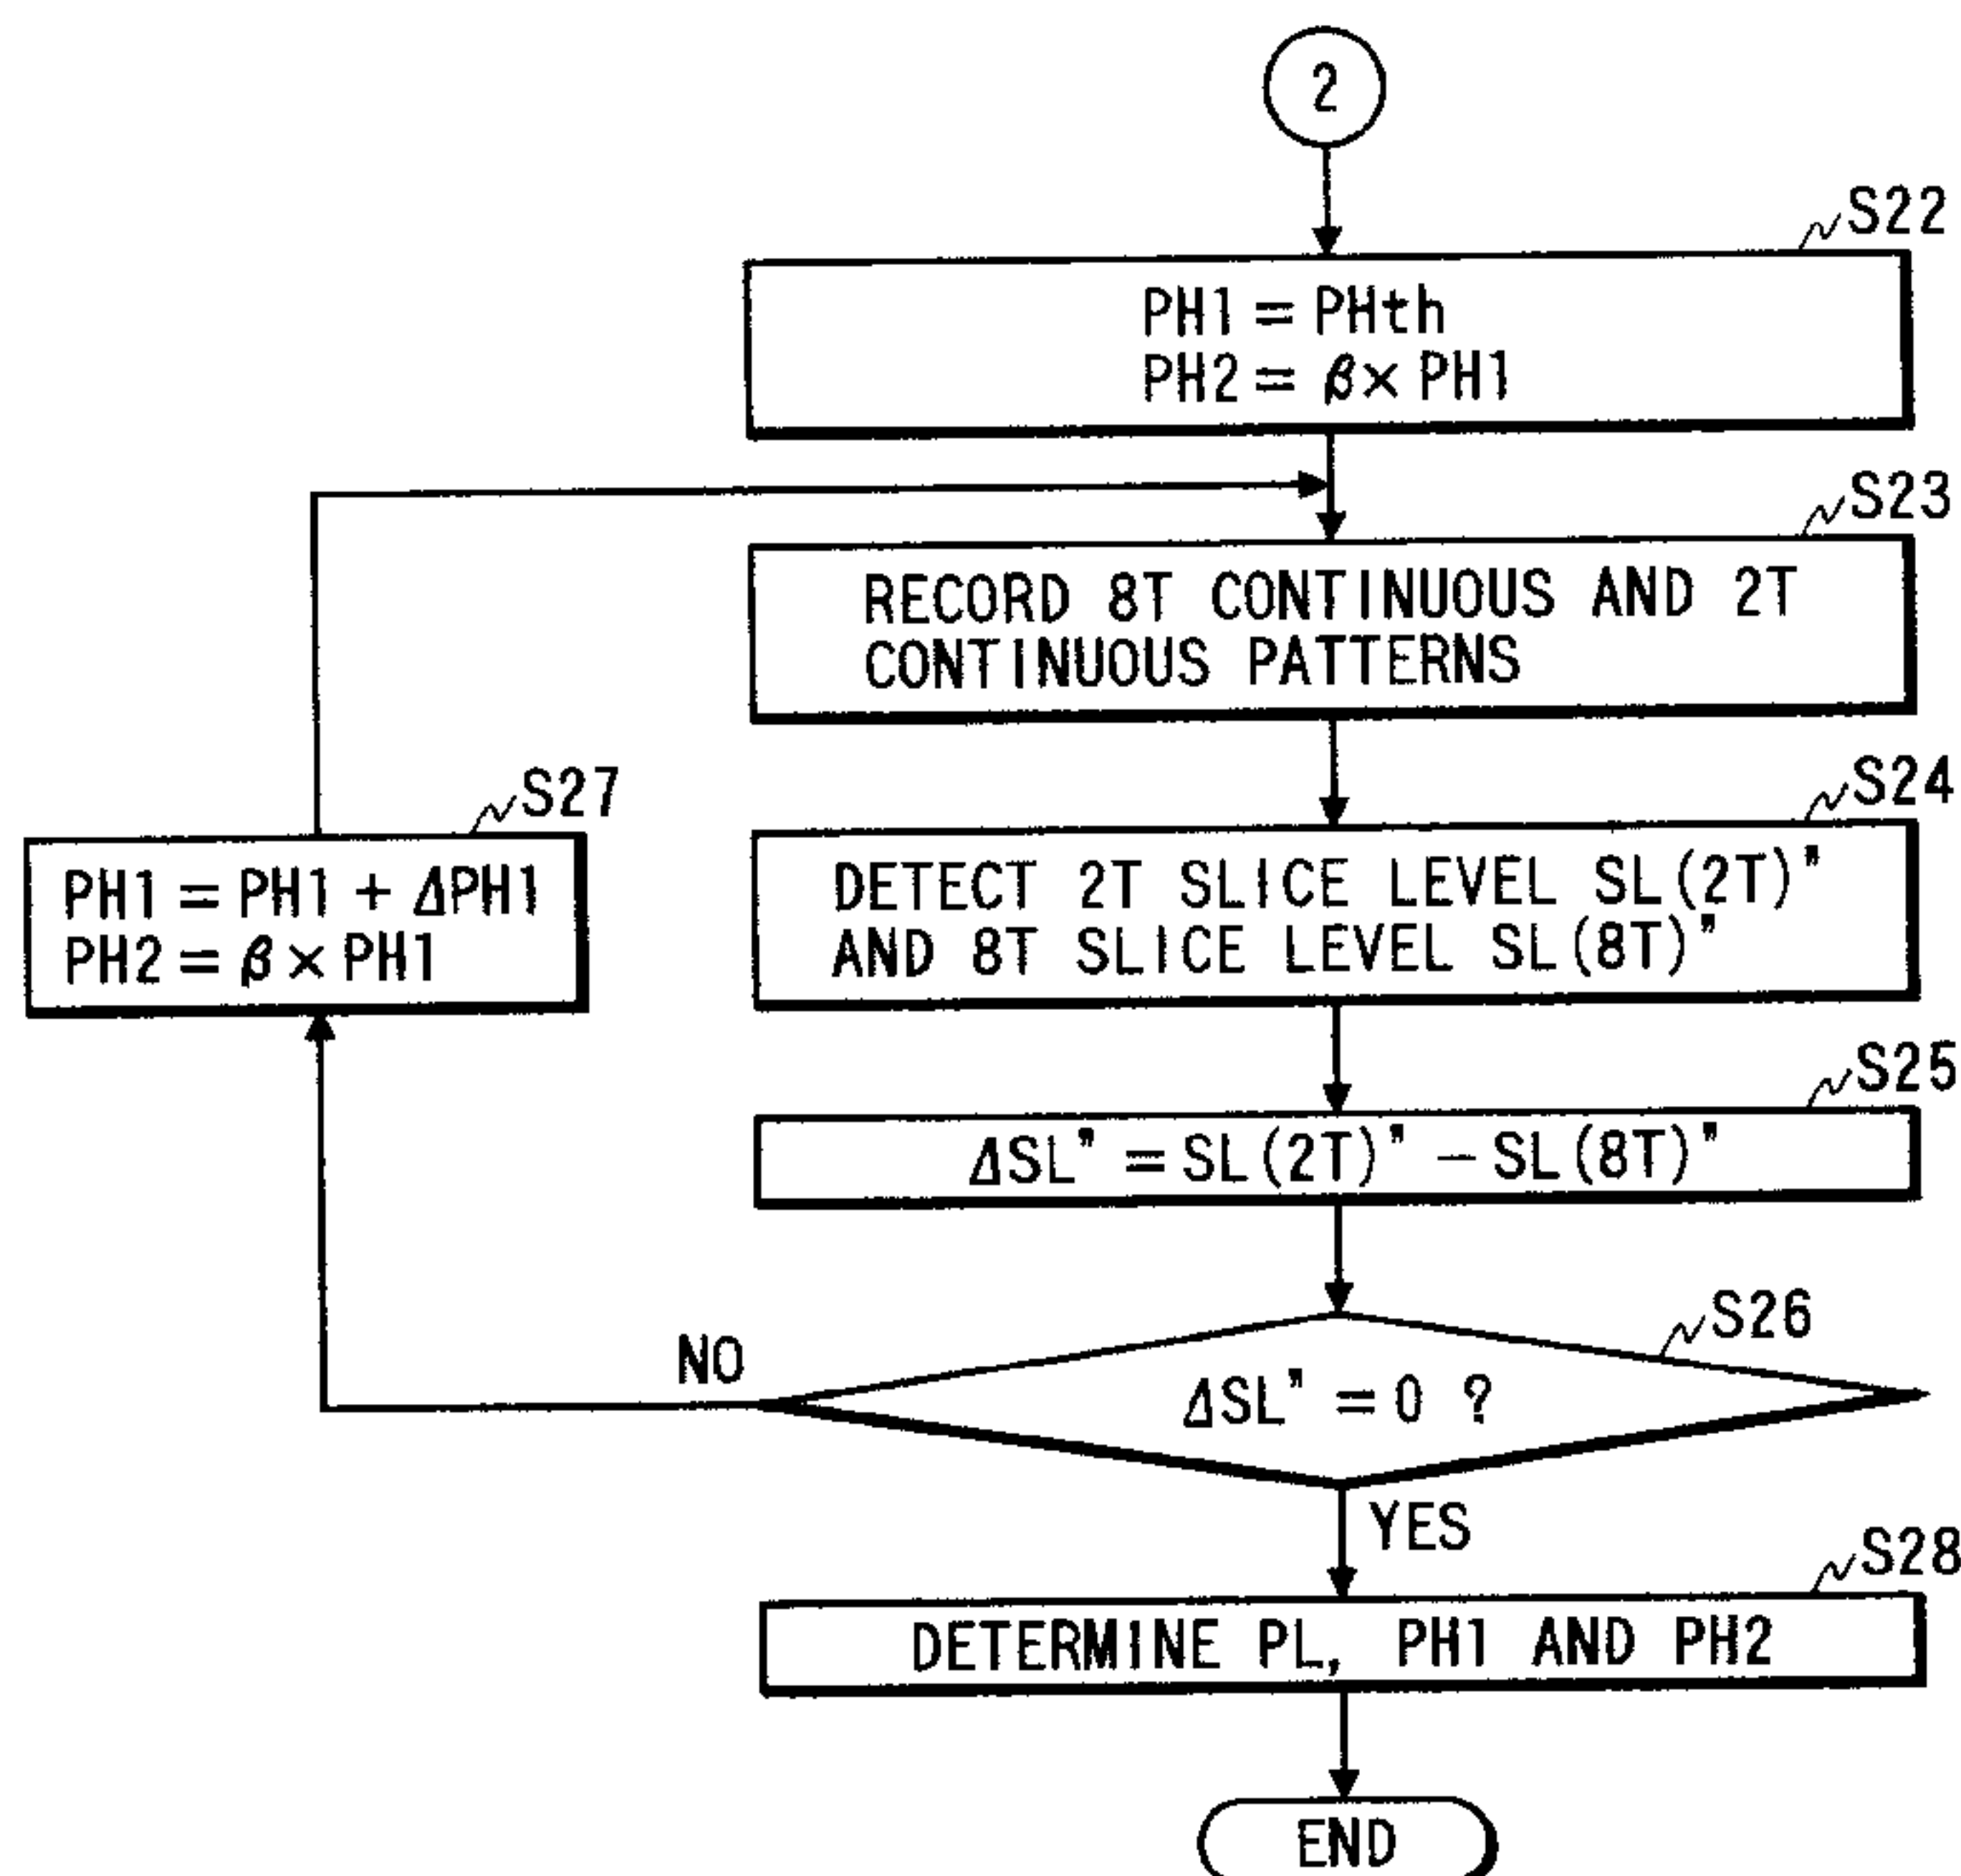 2
S22
PH1 = PHth
PH2 = β× PH1
S23
RECORD 8T CONTINUOUS AND 2T
CONTINUOUS PATTERNS
S27
PH1 = PH1 + ΔPH1
PH2 = β × PH1
S24
DETECT 2T SLICE LEVEL SL(2T)"
AND 8T SLICE LEVEL SL(8T)"
S25
ΔSL" = SL(2T)" − SL(8T)"
S26
NO
ΔSL" = 0 ?
YES
S28
DETERMINE PL, PH1 AND PH2
END